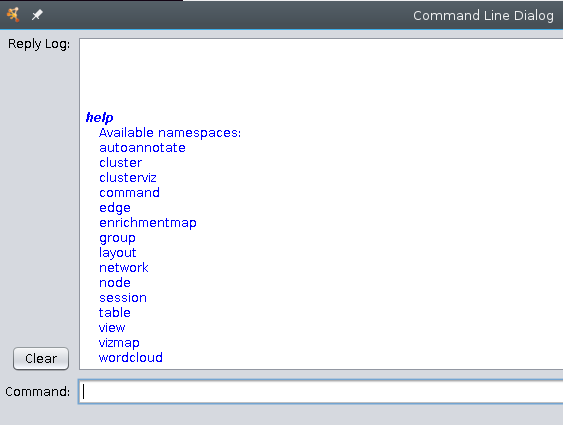 Command Line Dialog
Reply Log:
help
Available namespaces:
autoannotate
cluster
clusterviz
command
edge
enrichmentmap
group
layout
network
node
session
table
view
vizmap
wordcloud
Clear
Command: